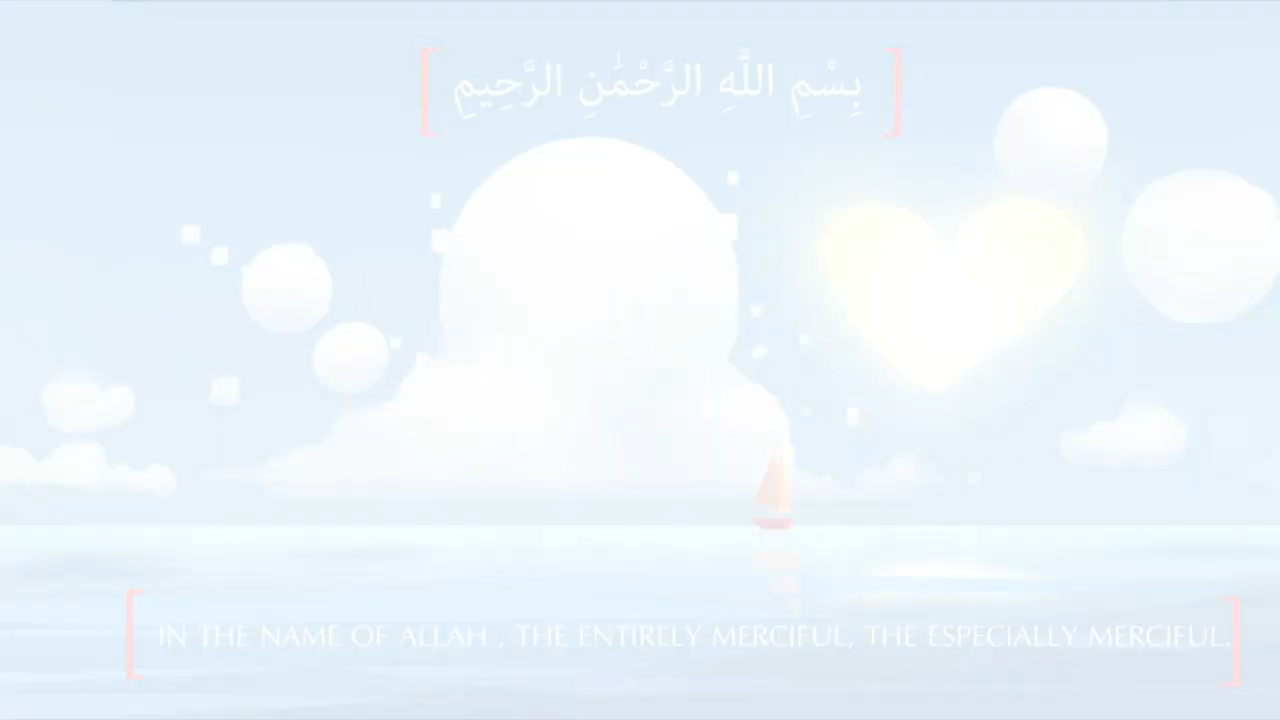 بِسْمِ اللَّهِ الرَّحْمَٰنِ الرَّحِيمِ
IN THE NAME OF ALLAH , THE ENTIRELY MERCIFUL, THE ESPECIALLY MERCIFUL.